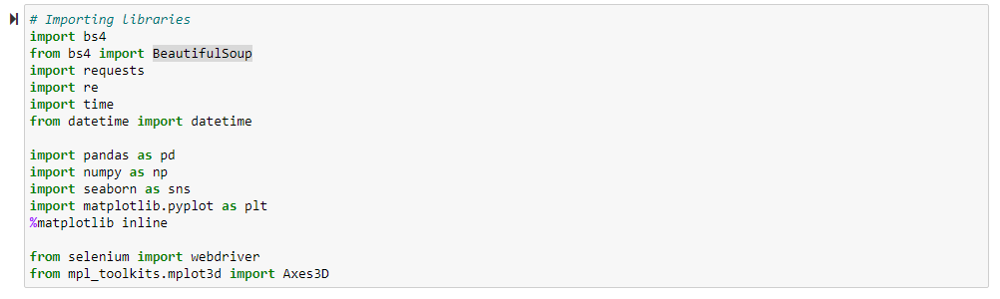 # Importing libraries
import bs4
from bs4 import BeautifulSoup
import requests
import re
import time
from datetime import datetime
import pandas as pd
import numpy as np
import seaborn as sns
import matplotlib.pyplot as plt
%matplotlib inline
from selenium import webdriver
from mpl_toolkits.mplot3d import Axes3D